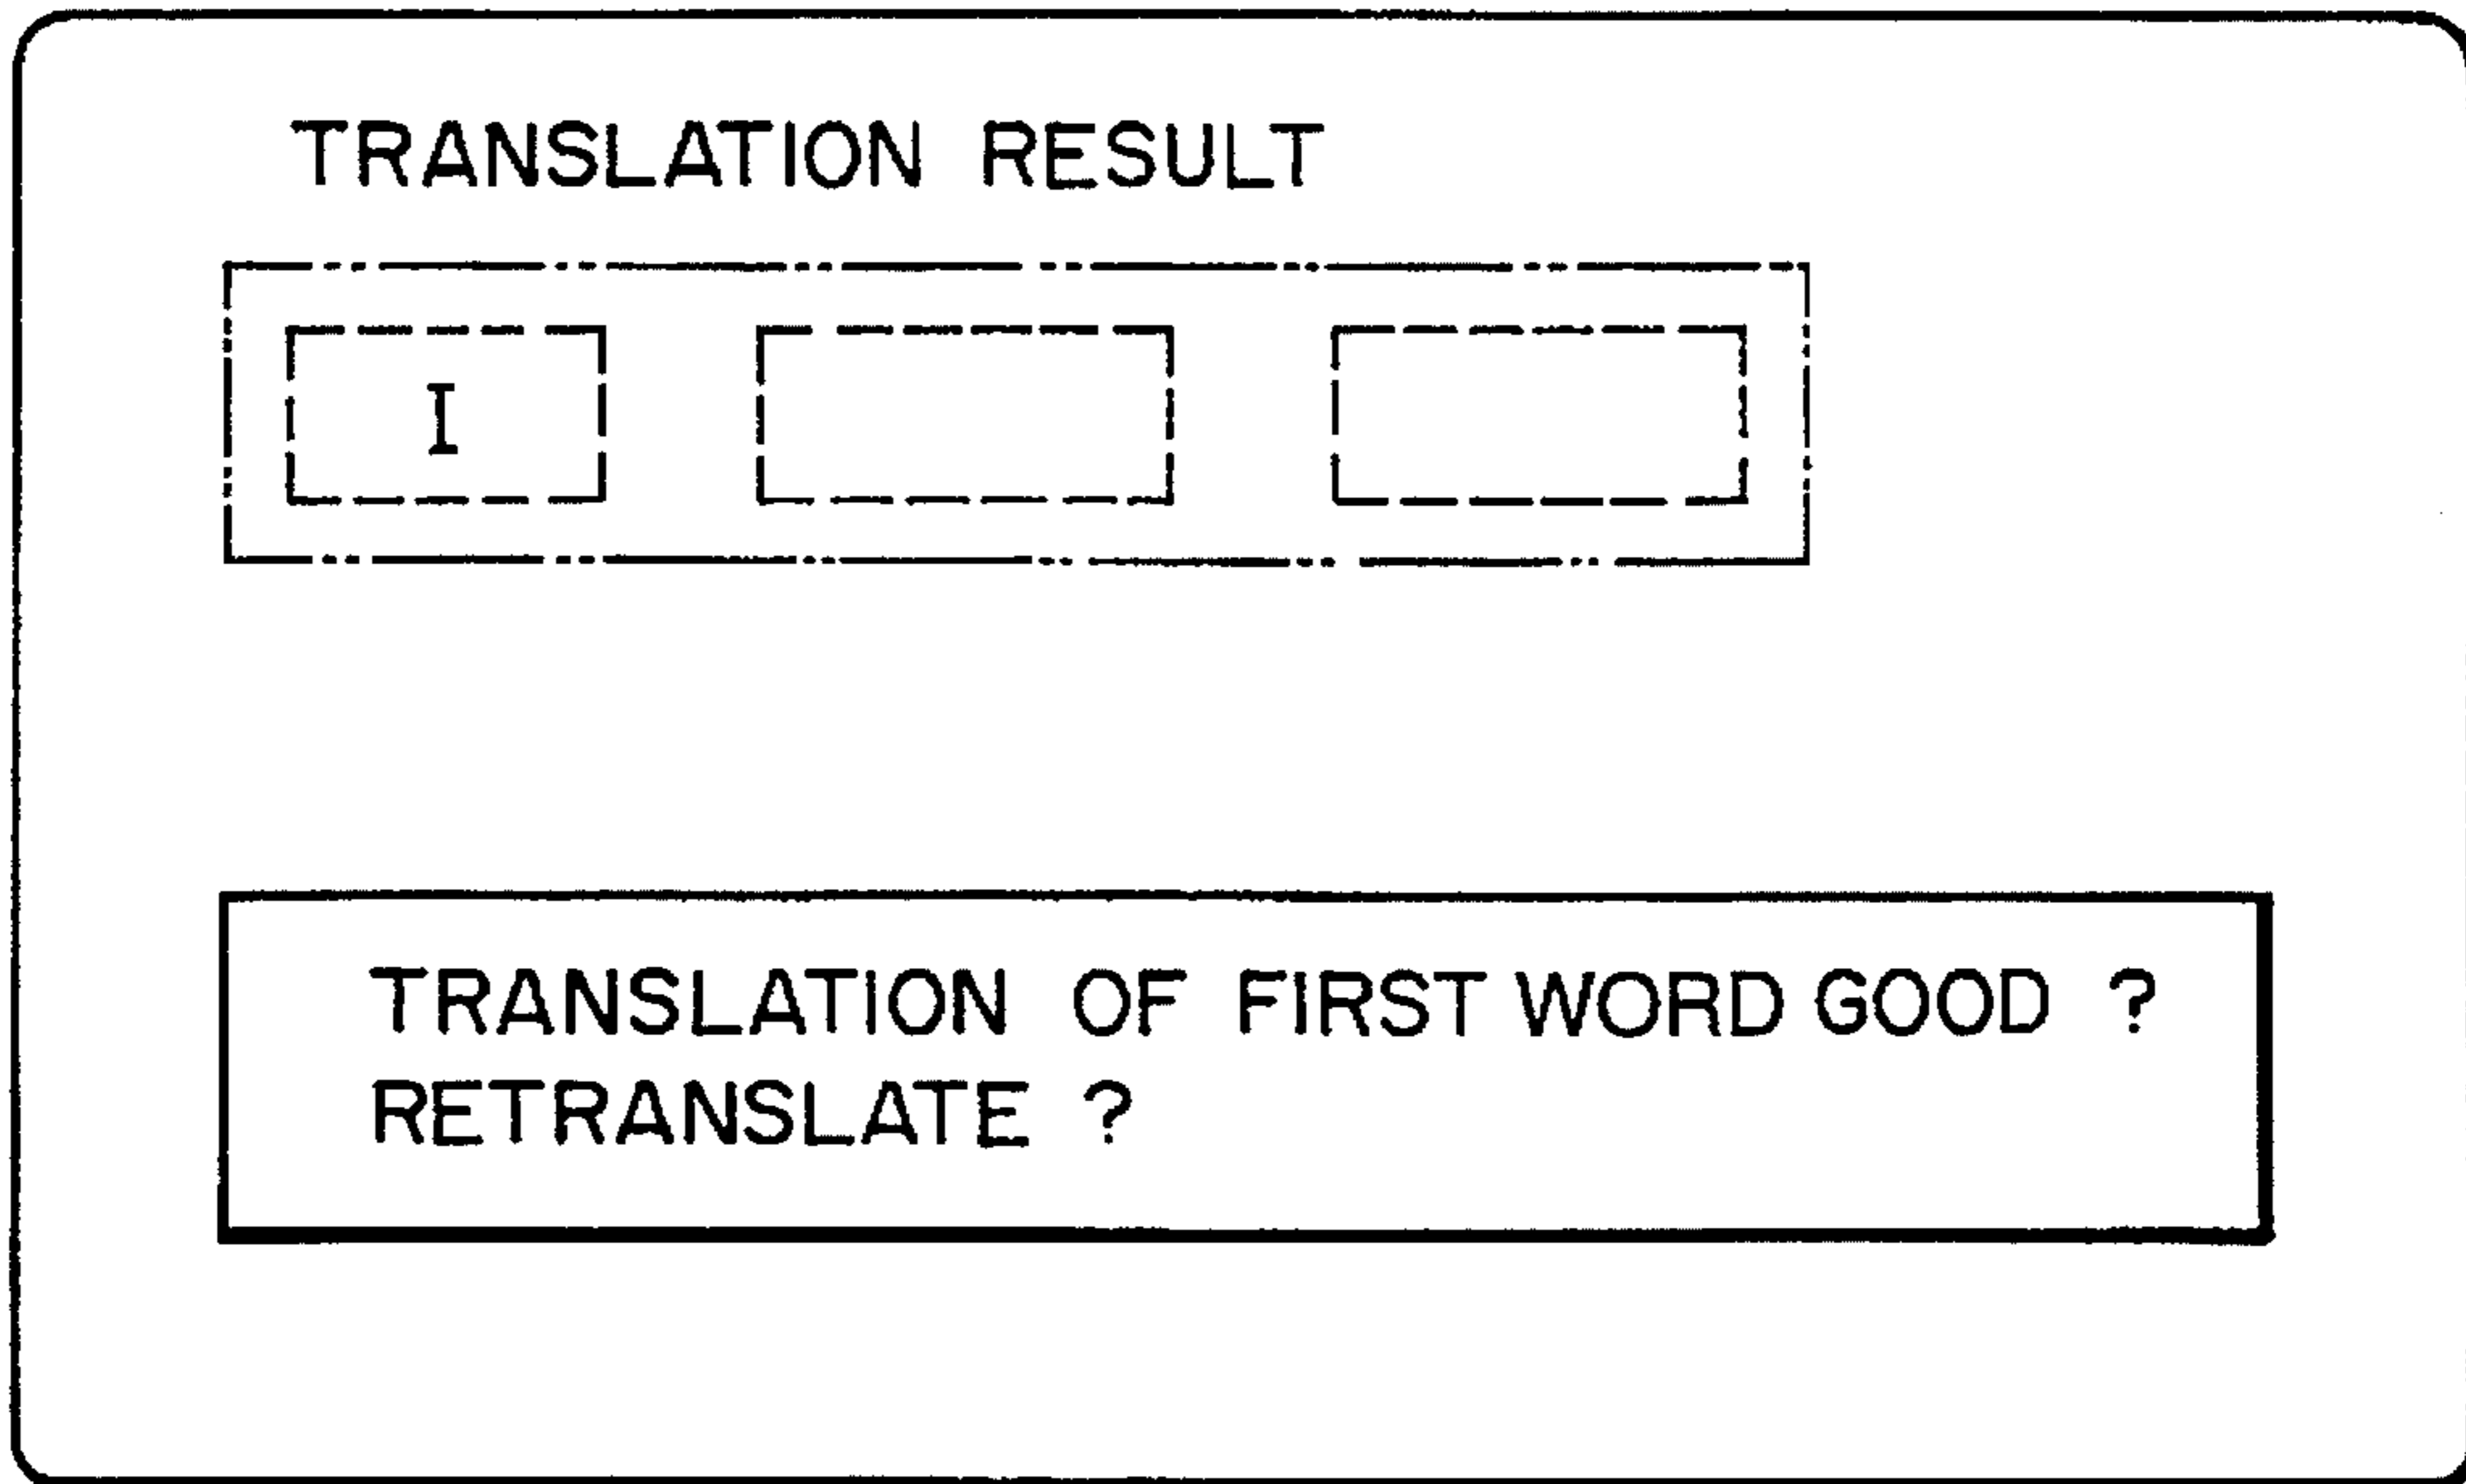 TRANSLATION RESULT
I
TRANSLATION OF FIRST WORD GOOD ?
RETRANSLATE ?